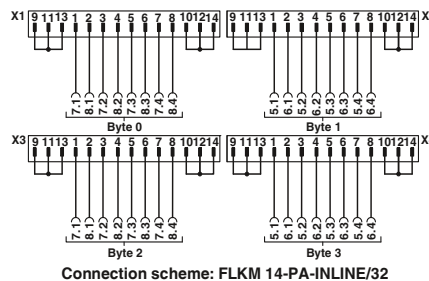 X1 9 11 13 1 2 3 4 5 6 7 8 10 12 14
9 11 13 1 2 3 4 5 6 7 8 10 12 14 X
7.1 8.1 7.2 8.2 7.3 8.3 7.4 8.4
5.1 6.1 5.2 6.2 5.3 6.3 5.4 6.4
Byte 0
Byte 1
X3 9 11 13 1 2 3 4 5 6 7 8 10 12 14
9 11 13 1 2 3 4 5 6 7 8 10 12 14 X
7.1 8.1 7.2 8.2 7.3 8.3 7.4 8.4
5.1 6.1 5.2 6.2 5.3 6.3 5.4 6.4
Byte 2
Byte 3
Connection scheme: FLKM 14-PA-INLINE/32